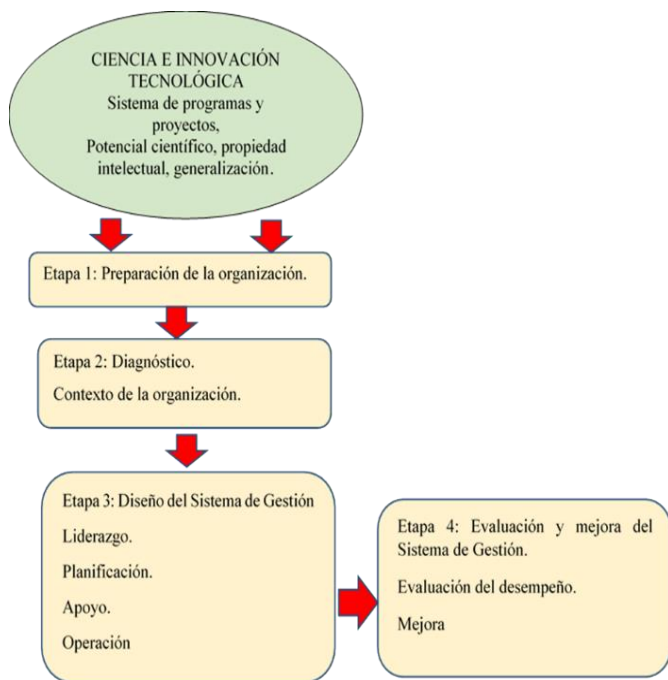 CIENCIA E INNOVACIÓN
TECNOLÓGICA
Sistema de programas y
proyectos,
Potencial científico, propiedad
intelectual, generalización.
Etapa 1: Preparación de la organización.
Etapa 2: Diagnóstico.
Contexto de la organización.
Etapa 3: Diseño del Sistema de Gestión
Liderazgo.
Planificación.
Apoyo.
Operación
Etapa 4: Evaluación y mejora del
Sistema de Gestión.
Evaluación del desempeño.
Mejora